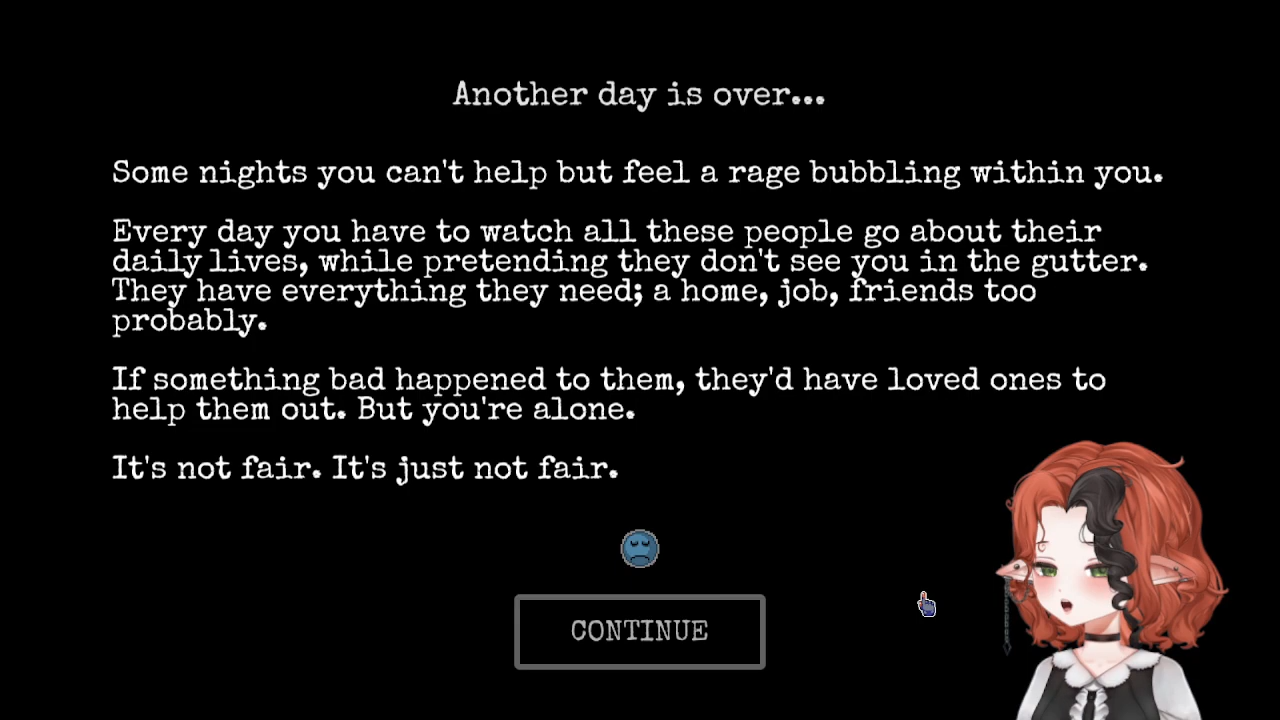 Another day is over...
Some nights you can't help but feel a rage bubbling within you.
Every day you have to watch all these people go about their
daily lives, while pretending they don't see you in the gutter.
They have everything they need; a home, job, friends too
probably.
If something bad happened to them, they'd have loved ones to
help them out. But you're alone.
It's not fair. It's just not fair.
CONTINUE